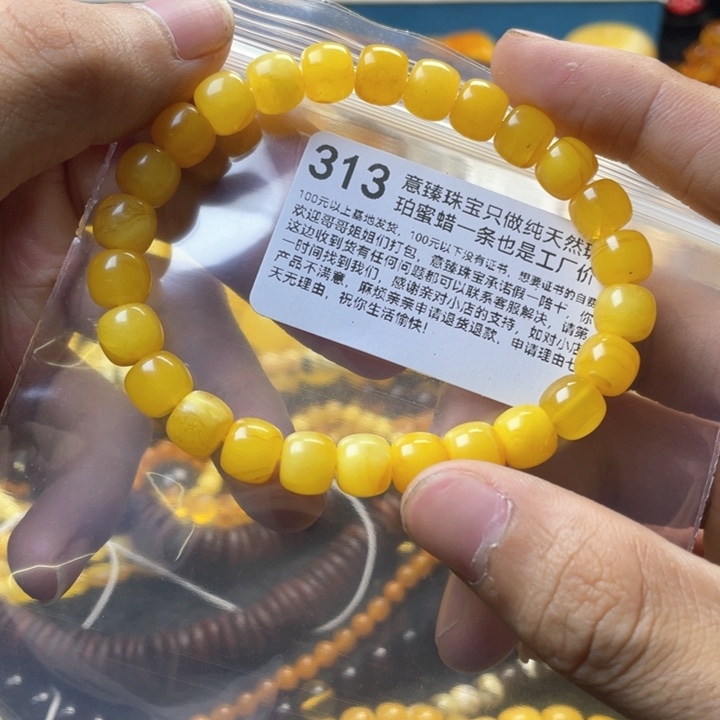 313
意臻珠宝只做纯天然琥
珀蜜蜡一条也是工厂价
100元以上基地发货，100元以下没有证书，想要证书的自费
欢迎哥哥姐姐们打包，意臻珠宝承诺假一陪十，你
这边收到货有任何问题都可以联系客服解决，请第
一时间找到我们，感谢亲对小店的支持，如对小店
产品不满意，麻烦亲亲申请退货退款，申请理由七
天无理由，祝你生活愉快！